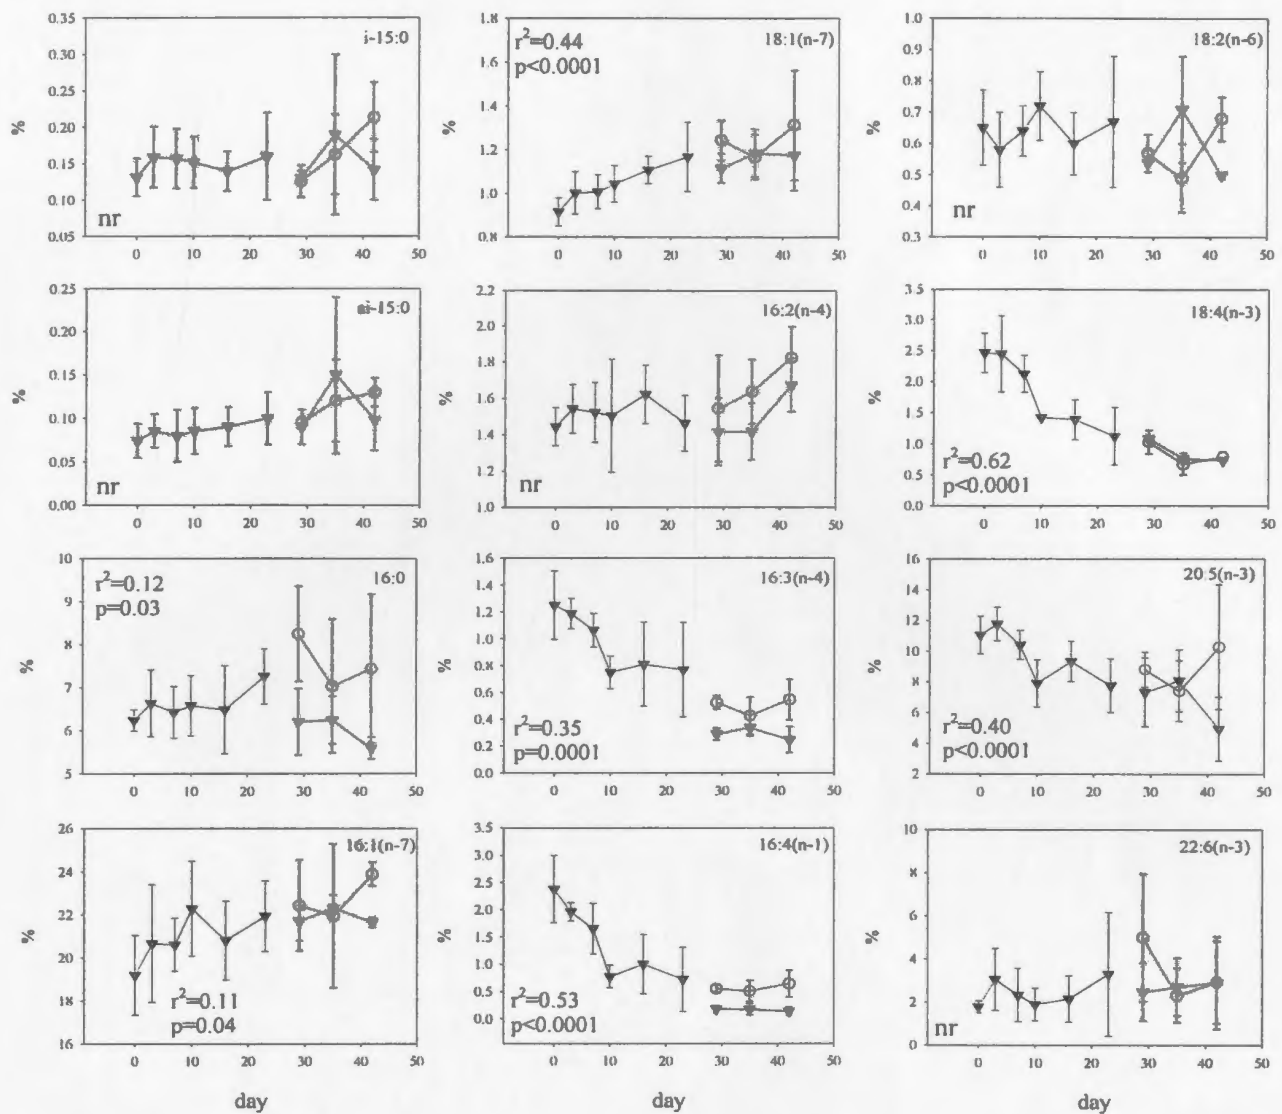 i-15:0
%
0.35
0.30
0.25
0.20
0.15
0.10
0.05
nr
0 10 20 30 40 50
18:1(n-7)
r²=0.44
p<0.0001
1.8
1.6
1.4
1.2
1.0
0.8
0 10 20 30 40 50
18:2(n-6)
%
1.0
0.9
0.8
0.7
0.6
0.5
0.4
0.3
nr
0 10 20 30 40 50
ai-15:0
%
0.25
0.20
0.15
0.10
0.05
0.00
nr
0 10 20 30 40 50
16:2(n-4)
%
2.2
2.0
1.8
1.6
1.4
1.2
1.0
nr
0 10 20 30 40 50
18:4(n-3)
%
3.5
3.0
2.5
2.0
1.5
1.0
0.5
0.0
r²=0.62
p<0.0001
0 10 20 30 40 50
16:0
r²=0.12
p=0.03
%
10
9
8
7
6
5
0 10 20 30 40 50
16:3(n-4)
%
1.6
1.4
1.2
1.0
0.8
0.6
0.4
0.2
0.0
r²=0.35
p=0.0001
0 10 20 30 40 50
20:5(n-3)
%
16
14
12
10
8
6
4
2
r²=0.40
p<0.0001
0 10 20 30 40 50
16:1(n-7)
%
26
24
22
20
18
16
r²=0.11
p=0.04
0 10 20 30 40 50
day
16:4(n-1)
%
3.5
3.0
2.5
2.0
1.5
1.0
0.5
0.0
r²=0.53
p<0.0001
0 10 20 30 40 50
day
22:6(n-3)
%
10
8
6
4
2
0
nr
0 10 20 30 40 50
day